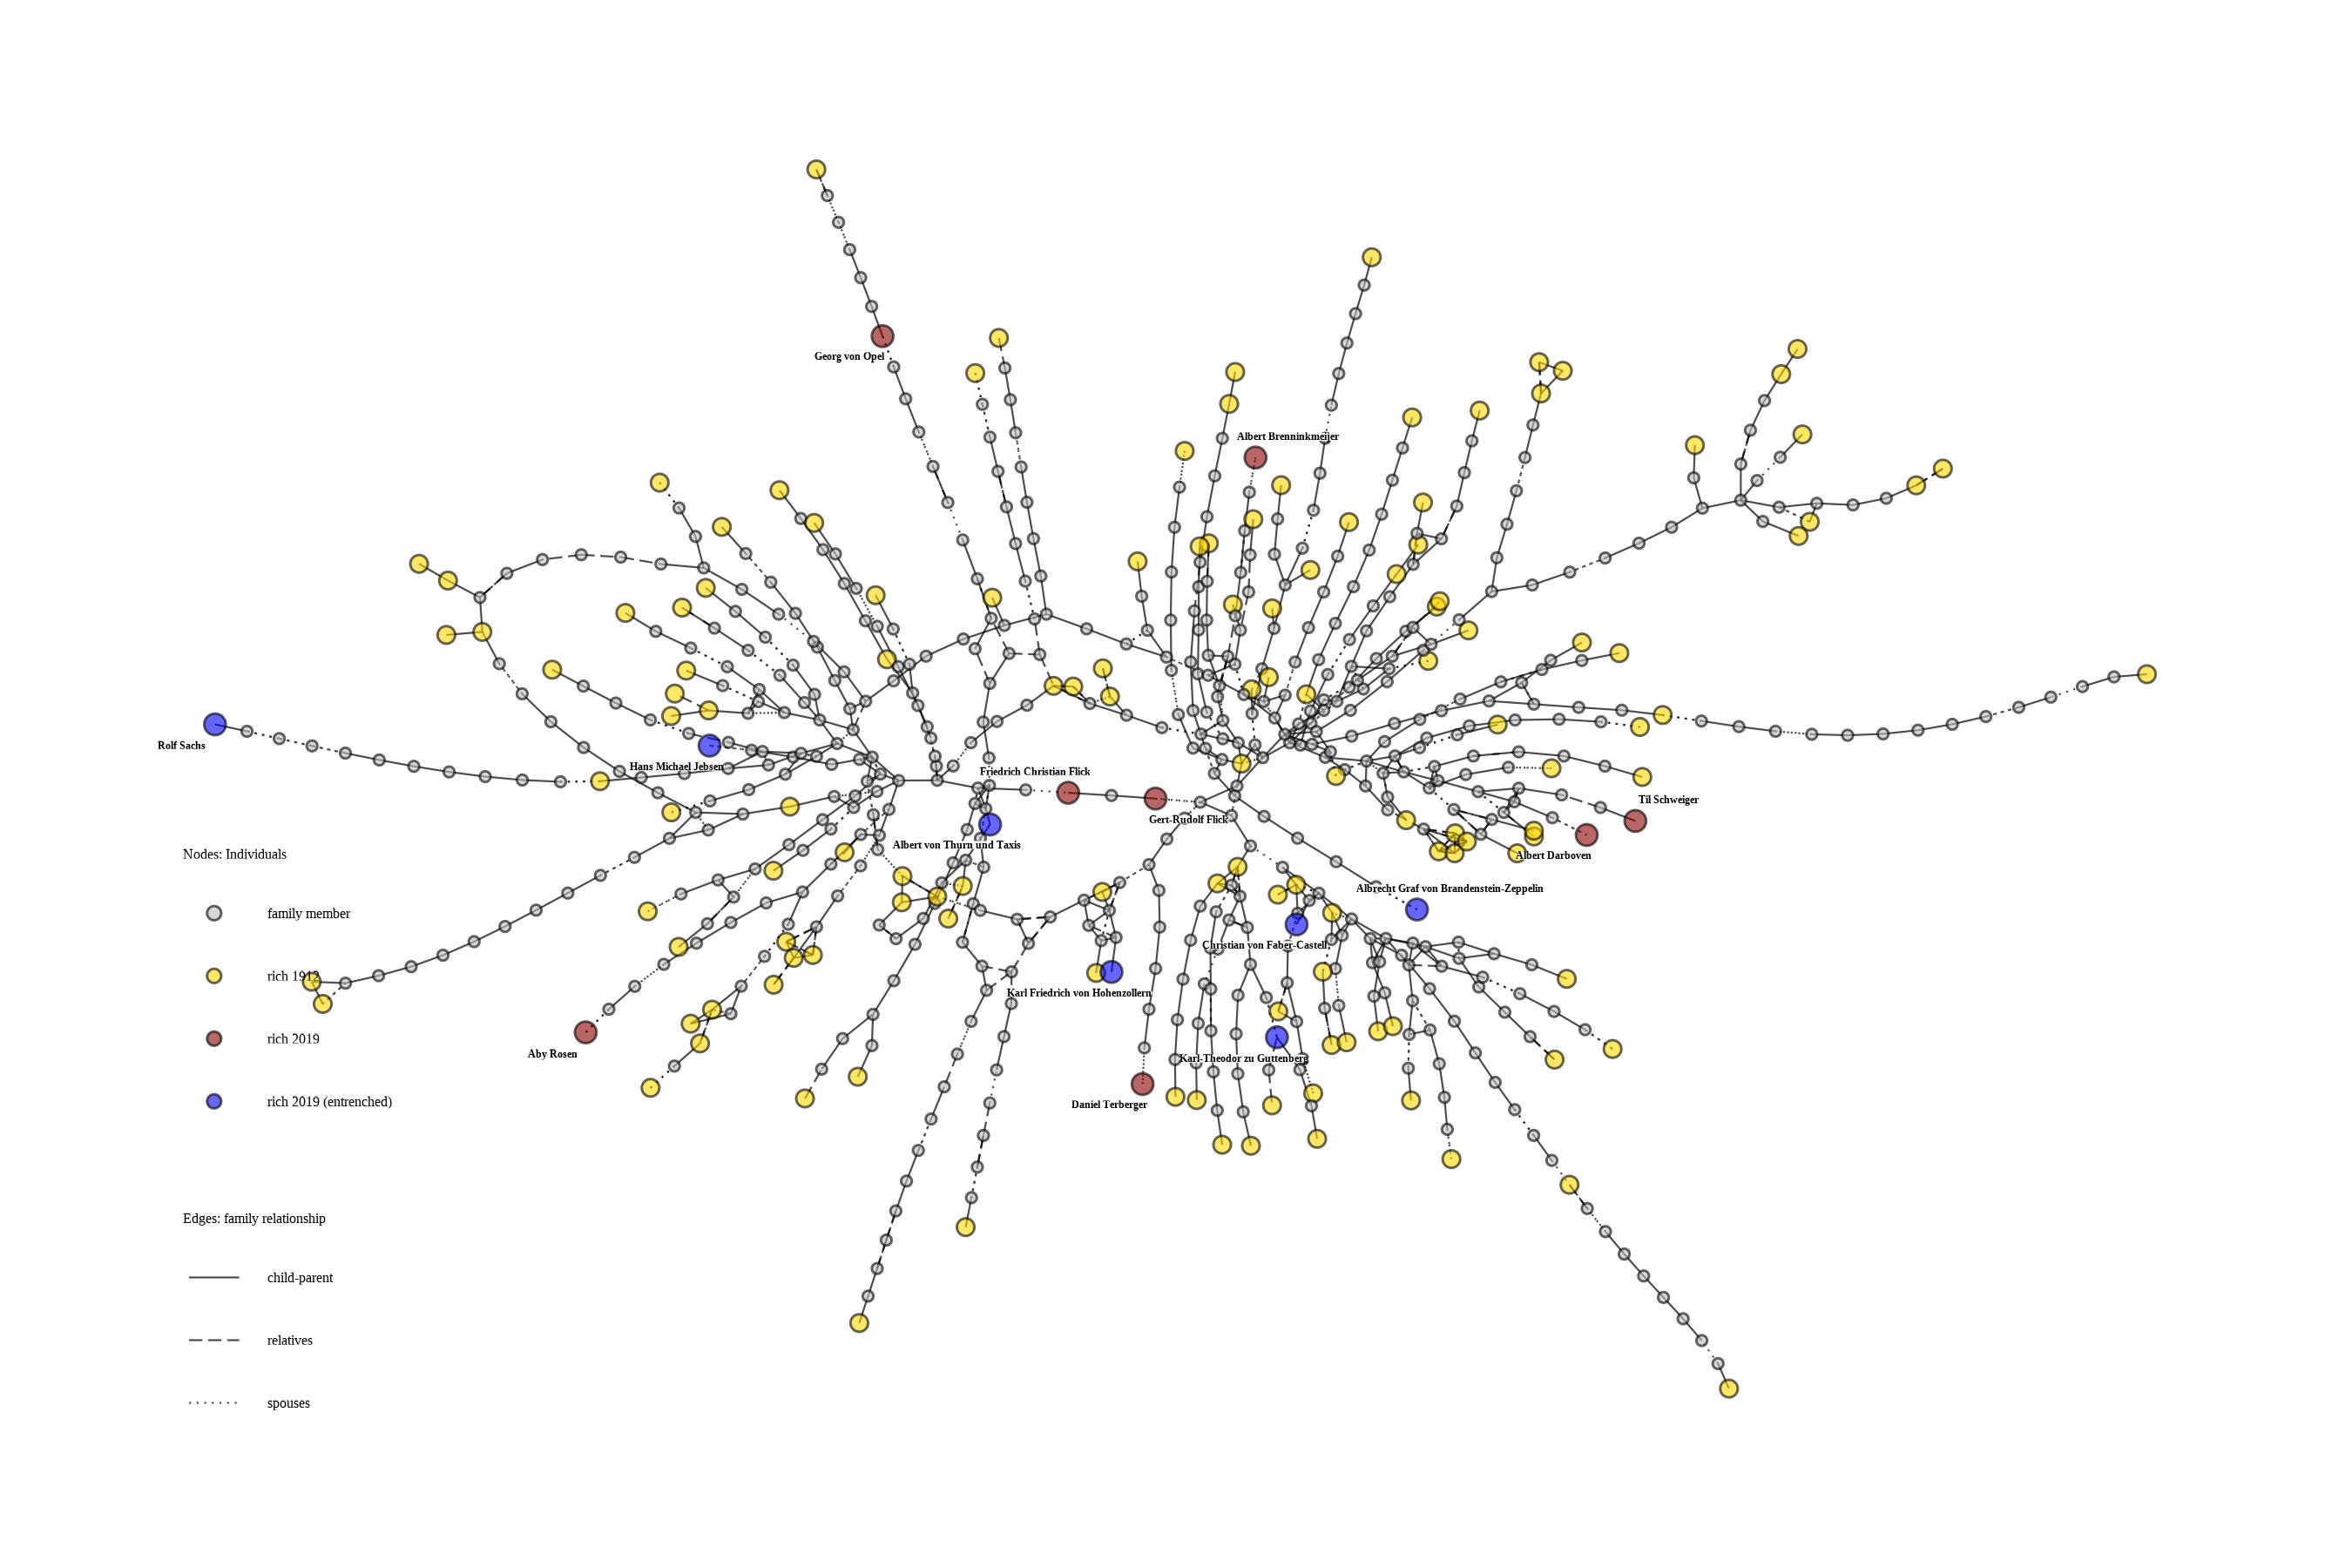 Georg von Opel
Albert Brenninkmeijer
Rolf Sachs
Hans Michael Jebsen
Friedrich Christian Flick
Til Schweiger
Gert-Rudolf Flick
Albert von Thurn und Taxis
Albert Darboven
Albrecht Graf von Brandenstein-Zeppelin
Christian von Faber-Castell
Karl Friedrich von Hohenzollern
Aby Rosen
Karl-Theodor zu Guttenberg
Daniel Terberger
Nodes: Individuals
family member
rich 1912
rich 2019
rich 2019 (entrenched)
Edges: family relationship
child-parent
relatives
spouses